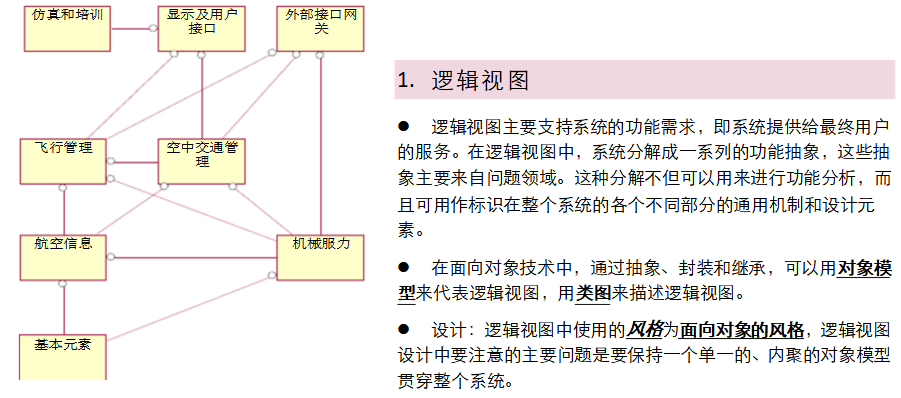 仿真和培训
显示及用户
接口
外部接口网
关
飞行管理
空中交通管
理
航空信息
机械服力
基本元素
1. 逻辑视图
● 逻辑视图主要支持系统的功能需求，即系统提供给最终用户
的服务。在逻辑视图中，系统分解成一系列的功能抽象，这些抽
象主要来自问题领域。这种分解不但可以用来进行功能分析，而
且可用作标识在整个系统的各个不同部分的通用机制和设计元
素。
● 在面向对象技术中，通过抽象、封装和继承，可以用对象模
型来代表逻辑视图，用类图来描述逻辑视图。
● 设计：逻辑视图中使用的风格为面向对象的风格，逻辑视图
设计中要注意的主要问题是要保持一个单一的、内聚的对象模型
贯穿整个系统。